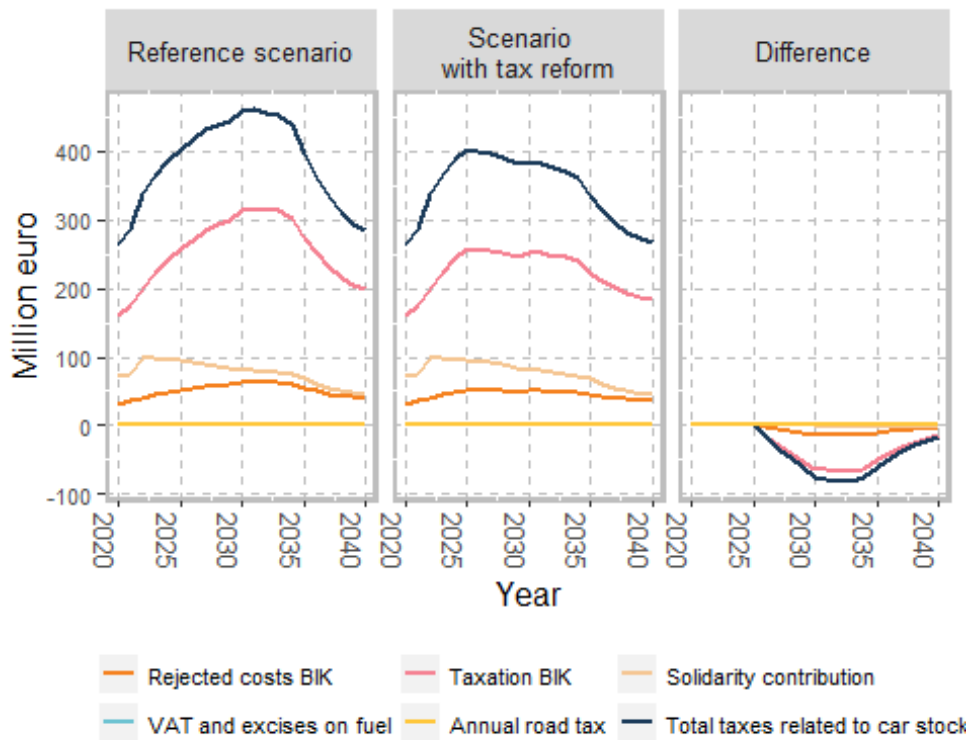 Reference scenario
Scenario
with tax reform
Difference
Million euro
400
300
200
100
0
-100
2020
2025
2030
2035
2040
2020
2025
2030
2035
2040
2020
2025
2030
2035
2040
Year
Rejected costs BIK
Taxation BIK
Solidarity contribution
VAT and excises on fuel
Annual road tax
Total taxes related to car stock